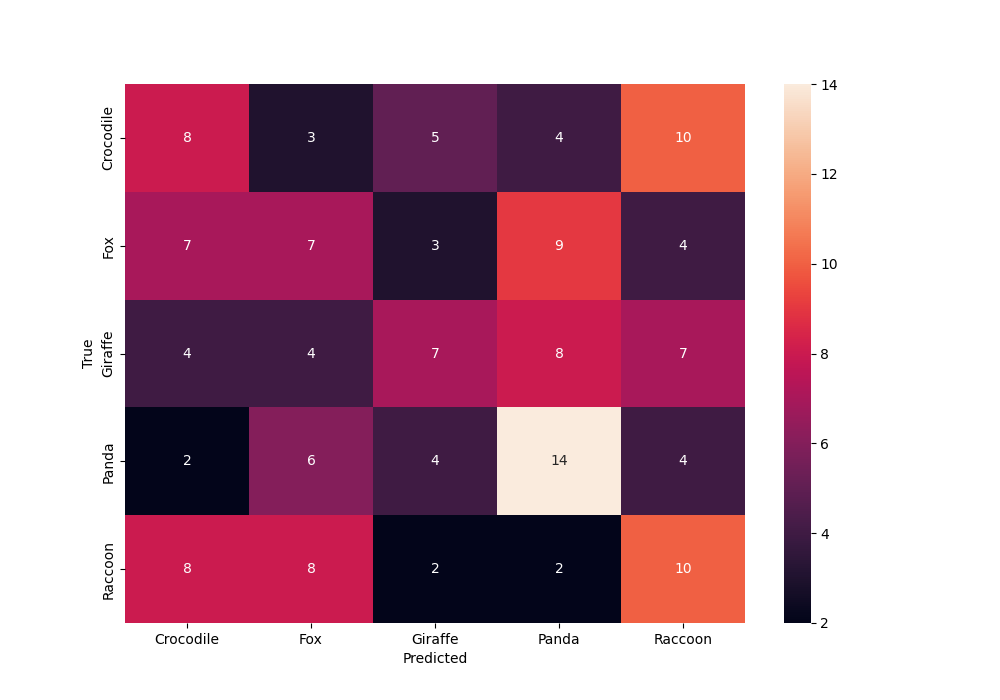 Crocodile 8 3 5 4 10
Fox 7 7 3 9 4
Giraffe 4 4 7 8 7
Panda 2 6 4 14 4
Raccoon 8 8 2 2 10
Crocodile Fox Giraffe Panda Raccoon
Predicted
True
14
12
10
8
6
4
2